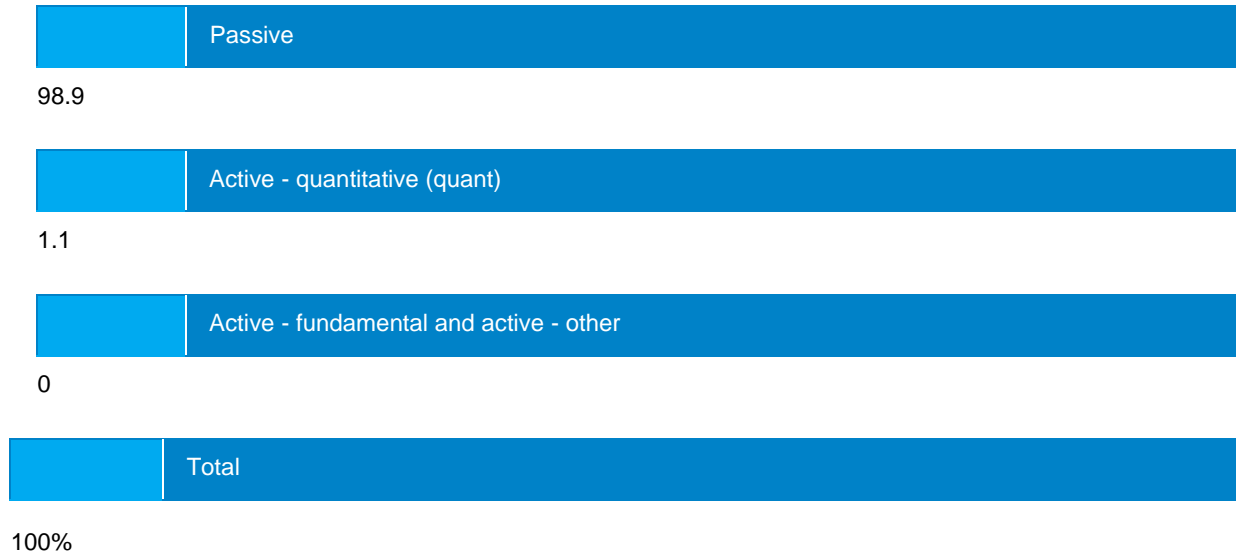 Passive
98.9
Active - quantitative (quant)
1.1
Active - fundamental and active - other
0
Total
100%